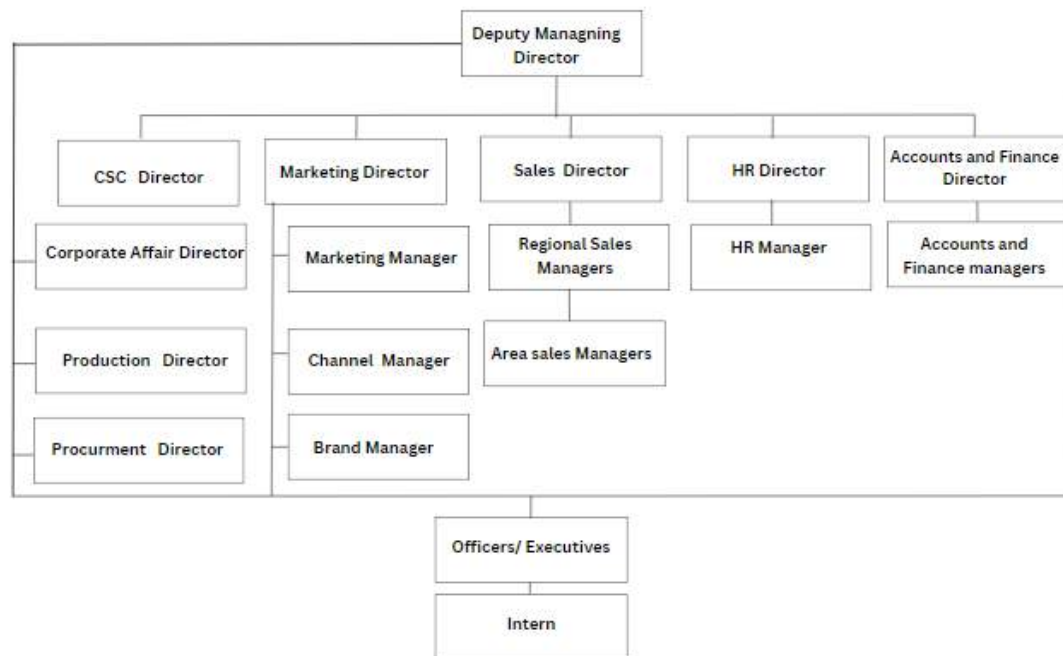 Deputy Managning
Director
CSC Director
Marketing Director
Sales Director
HR Director
Accounts and Finance
Director
Corporate Affair Director
Marketing Manager
Regional Sales
Managers
HR Manager
Accounts and
Finance managers
Production Director
Channel Manager
Area sales Managers
Procurment Director
Brand Manager
Officers/ Executives
Intern